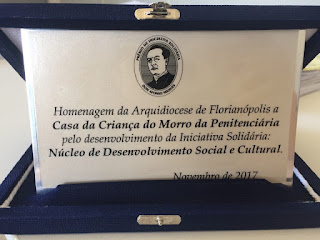 Homenagem da Arquidiocese de Florianópolis a
Casa da Criança do Morro da Penitenciária
pelo desenvolvimento da Iniciativa Solidária:
Núcleo de Desenvolvimento Social e Cultural.
Novembro de 2017